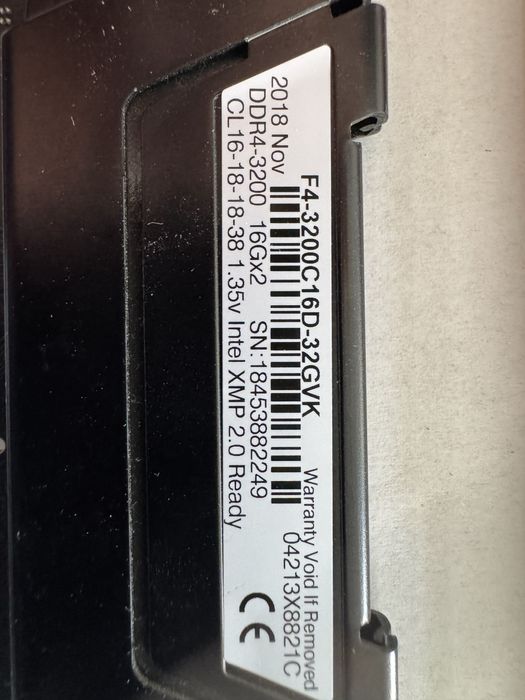 F4-3200C16D-32GVK Warranty Void If Removed
2018 Nov 04213X8821C
DDR4-3200 16Gx2 SN:18453882249
CL16-18-18-38 1.35v Intel XMP 2.0 Ready
CE